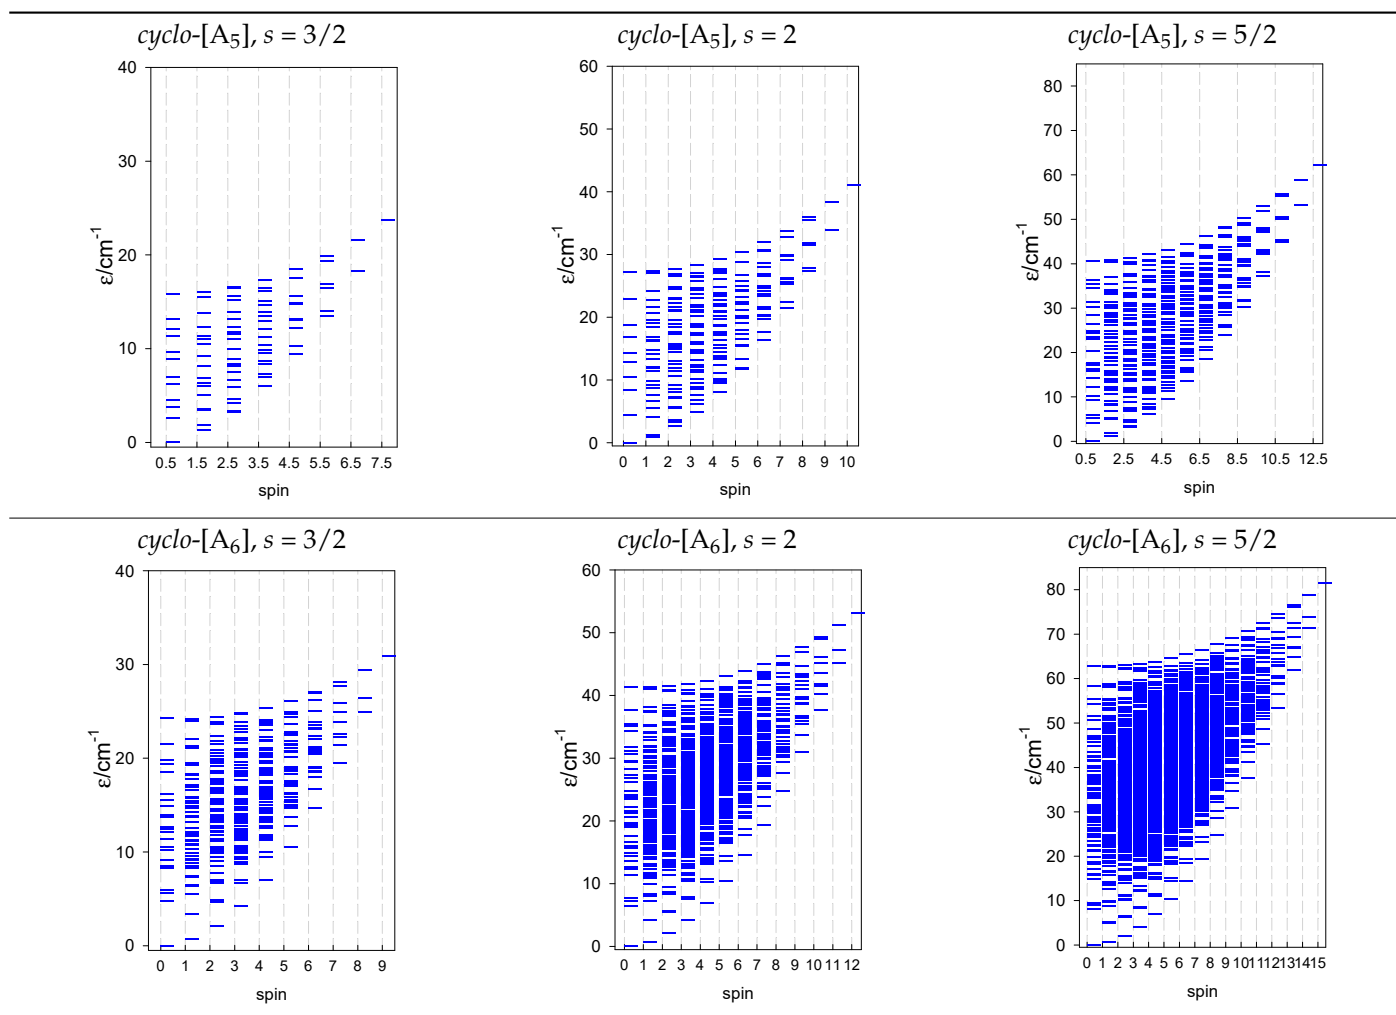 cyclo-[A5], s = 3/2
cyclo-[A5], s = 2
cyclo-[A5], s = 5/2
40
30
20
10
0
ε/cm-1
0.5 1.5 2.5 3.5 4.5 5.5 6.5 7.5
spin
60
50
40
30
20
10
0
ε/cm-1
0 1 2 3 4 5 6 7 8 9 10
spin
80
70
60
50
40
30
20
10
0
ε/cm-1
0.5 2.5 4.5 6.5 8.5 10.5 12.5
spin
cyclo-[A6], s = 3/2
cyclo-[A6], s = 2
cyclo-[A6], s = 5/2
40
30
20
10
0
ε/cm-1
0 1 2 3 4 5 6 7 8 9
spin
60
50
40
30
20
10
0
ε/cm-1
0 1 2 3 4 5 6 7 8 9 10 11 12
spin
80
70
60
50
40
30
20
10
0
ε/cm-1
0 1 2 3 4 5 6 7 8 9 10 11 12 13 14 15
spin